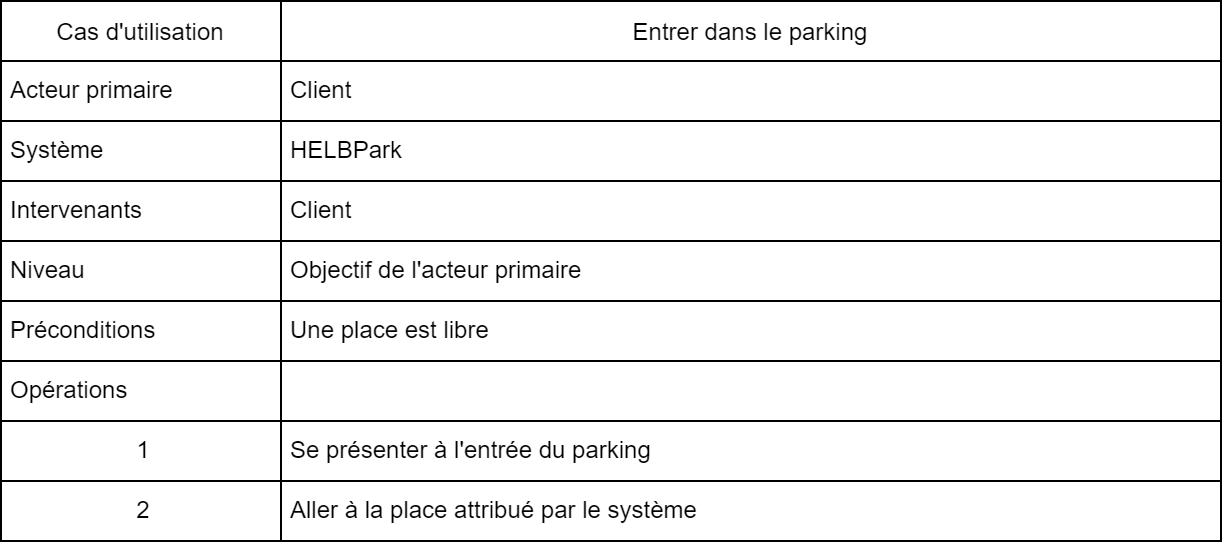 Cas d'utilisation Entrer dans le parking
Acteur primaire Client
Système HELBPark
Intervenants Client
Niveau Objectif de l'acteur primaire
Préconditions Une place est libre
Opérations
1 Se présenter à l'entrée du parking
2 Aller à la place attribué par le système